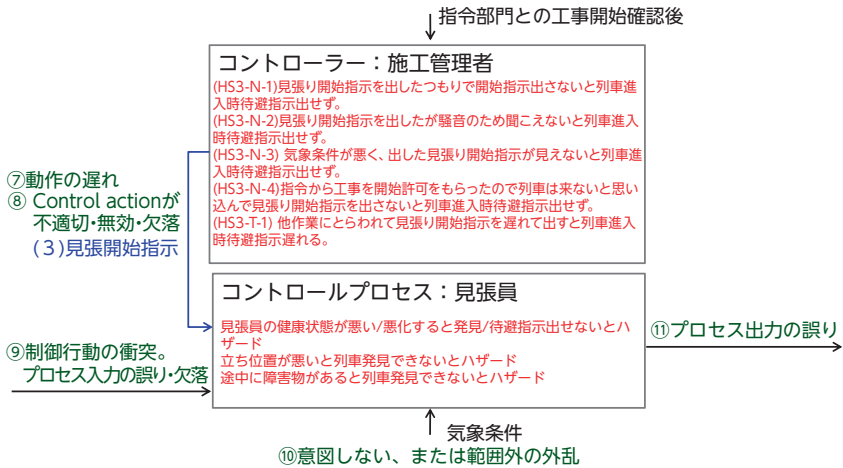 指令部門との工事開始確認後
コントローラー：施工管理者
(HS3-N-1)見張り開始指示を出したつもりで開始指示出さないと列車進
入時待避指示出せず。
(HS3-N-2)見張り開始指示を出したが騒音のため聞こえないと列車進入
時待避指示出せず。
(HS3-N-3) 気象条件が悪く、出した見張り開始指示が見えないと列車進
入時待避指示出せず。
(HS3-N-4)指令から工事を開始許可をもらったので列車は来ないと思い
込んで見張り開始指示を出さないと列車進入時待避指示出せず。
(HS3-T-1) 他作業にとらわれて見張り開始指示を遅れて出すと列車進入
時待避指示遅れる。
⑦動作の遅れ
⑧ Control actionが
不適切・無効・欠落
(３)見張開始指示
コントロールプロセス：見張員
見張員の健康状態が悪い/悪化すると発見/待避指示出せないとハ
ザード
立ち位置が悪いと列車発見できないとハザード
途中に障害物があると列車発見できないとハザード
⑨制御行動の衝突。
プロセス入力の誤り・欠落
⑪プロセス出力の誤り
気象条件
⑩意図しない、または範囲外の外乱